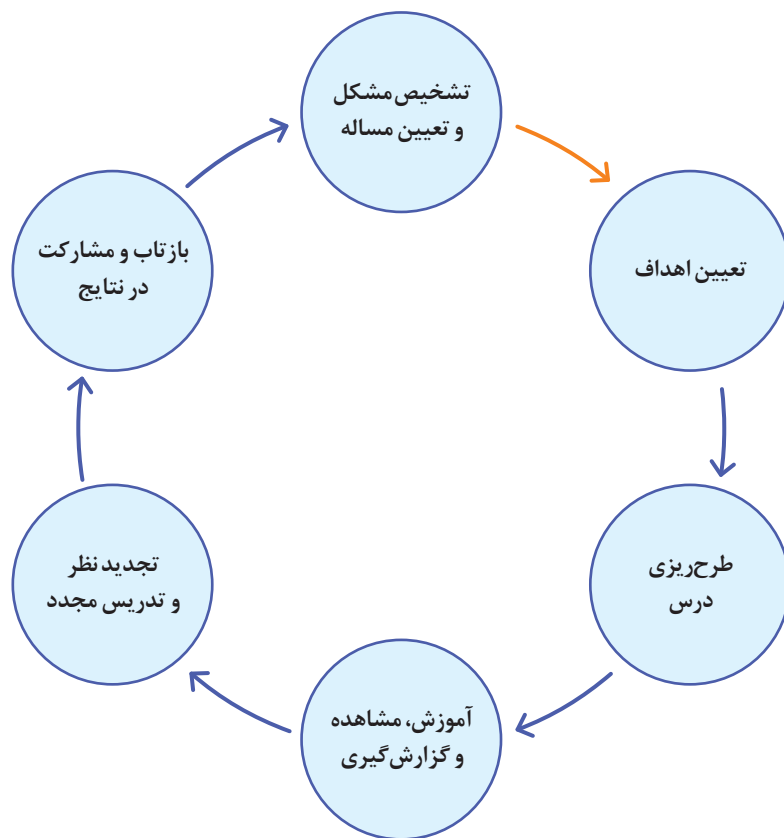 تشخیص مشکل
و تعیین مساله
تعیین اهداف
طرح‌ریزی
درس
آموزش، مشاهده
و گزارش‌گیری
تجدید نظر
و تدریس مجدد
بازتاب و مشارکت
در نتایج